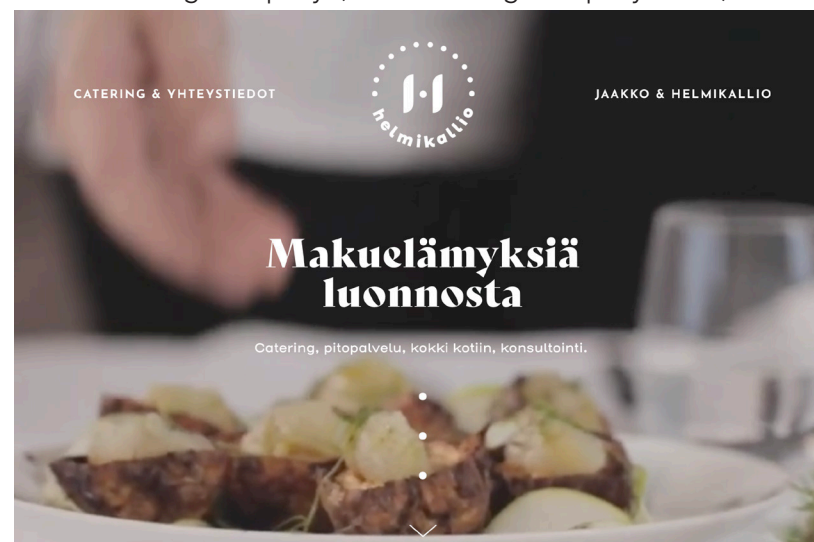 CATERING & YHTEYSTIEDOT
H
helmikallio
JAAKKO & HELMIKALLIO
Makuelämyksiä
luonnosta
Catering, pitopalvelu, kokki kotiin, konsultointi.